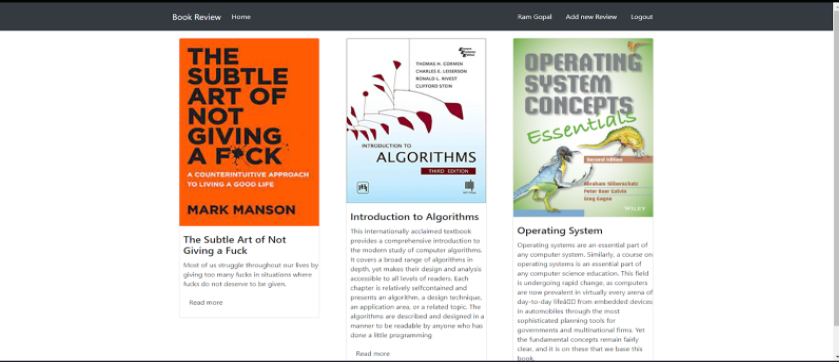 Book Review Home Ram Gopal Add new Review Logout
THE
SUBTLE
ART OF
NOT
GIVING
A F CK
A COUNTERINTUITIVE APPROACH
TO LIVING A GOOD LIFE
MARK MANSON
The Subtle Art of Not
Giving a Fuck
Most of us struggle throughout our lives by
giving too many fucks in situations where
fucks do not deserve to be given.
Read more
THOMAS H. CORMEN
CHARLES E. LEISERSON
RONALD L. RIVEST
CLIFFORD STEIN
INTRODUCTION TO
ALGORITHMS
THIRD EDITION
Introduction to Algorithms
This internationally acclaimed textbook
provides a comprehensive introduction to
the modern study of computer algorithms.
It covers a broad range of algorithms in
depth, yet makes their design and analysis
accessible to all levels of readers. Each
chapter is relatively selfcontained and
presents an algorithm, a design technique,
an application area, or a related topic. The
algorithms are described and designed in a
manner to be readable by anyone who has
done a little programming
Read more
OPERATING
SYSTEM
CONCEPTS
Essentials
Second Edition
Abraham Silberschatz
Peter Baer Galvin
Greg Gagne
WILEY
Operating System
Operating systems are an essential part of
any computer system. Similarly, a course on
operating systems is an essential part of
any computer science education. This field
is undergoing rapid change, as computers
are now prevalent in virtually every arena of
day-to-day lifeâ□□ from embedded devices
in automobiles through the most
sophisticated planning tools for
governments and multinational firms. Yet
the fundamental concepts remain fairly
clear, and it is on these that we base this
book.